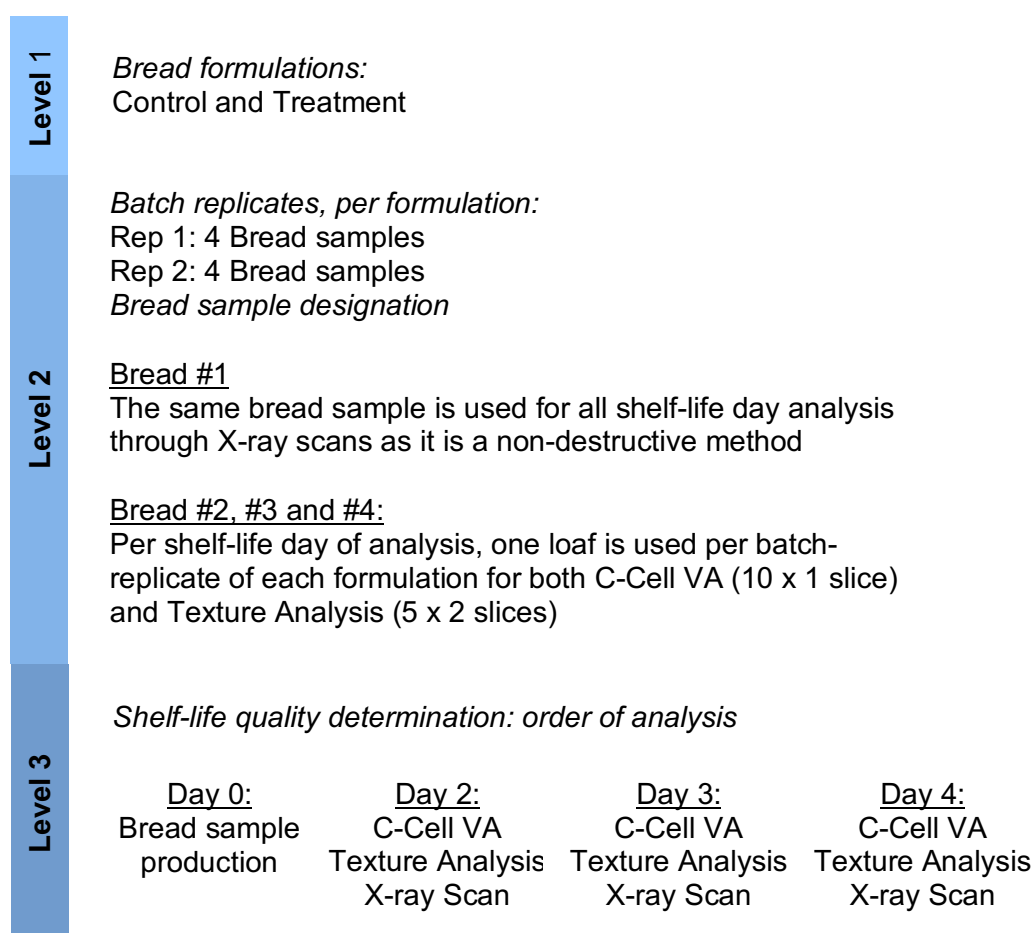 Level 1
Bread formulations:
Control and Treatment
Level 2
Batch replicates, per formulation:
Rep 1: 4 Bread samples
Rep 2: 4 Bread samples
Bread sample designation
Bread #1
The same bread sample is used for all shelf-life day analysis
through X-ray scans as it is a non-destructive method
Bread #2, #3 and #4:
Per shelf-life day of analysis, one loaf is used per batch-
replicate of each formulation for both C-Cell VA (10 x 1 slice)
and Texture Analysis (5 x 2 slices)
Level 3
Shelf-life quality determination: order of analysis
Day 0:
Bread sample
production
Day 2:
C-Cell VA
Texture Analysis
X-ray Scan
Day 3:
C-Cell VA
Texture Analysis
X-ray Scan
Day 4:
C-Cell VA
Texture Analysis
X-ray Scan